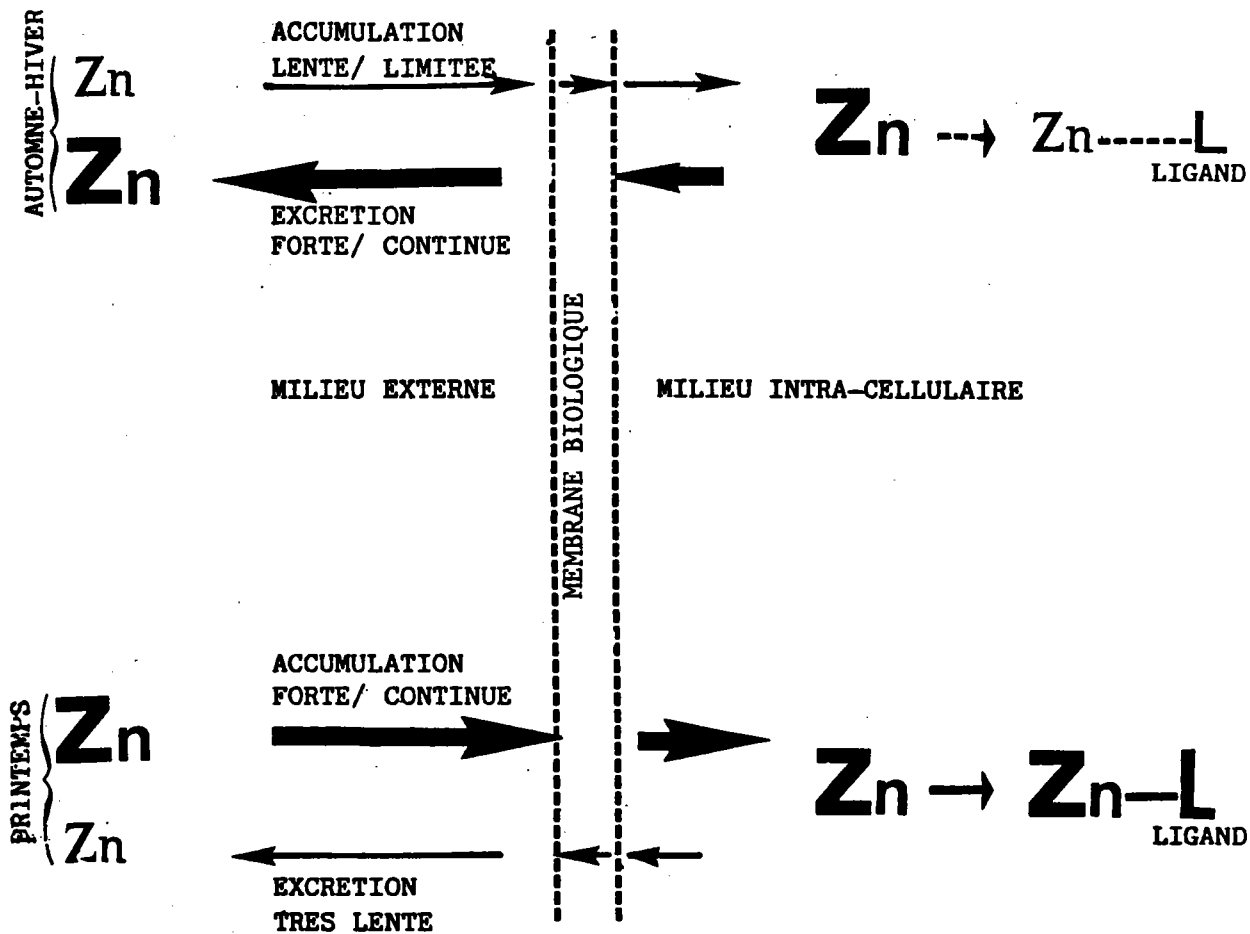 AUTOMNE-HIVER
Zn
Zn
ACCUMULATION
LENTE/ LIMITEE
EXCRETION
FORTE/ CONTINUE
Zn
Zn------L
LIGAND
MILIEU EXTERNE
MEMBRANE BIOLOGIQUE
MILIEU INTRA-CELLULAIRE
PRINTEMPS
Zn
Zn
ACCUMULATION
FORTE/ CONTINUE
EXCRETION
TRES LENTE
Zn
Zn—L
LIGAND